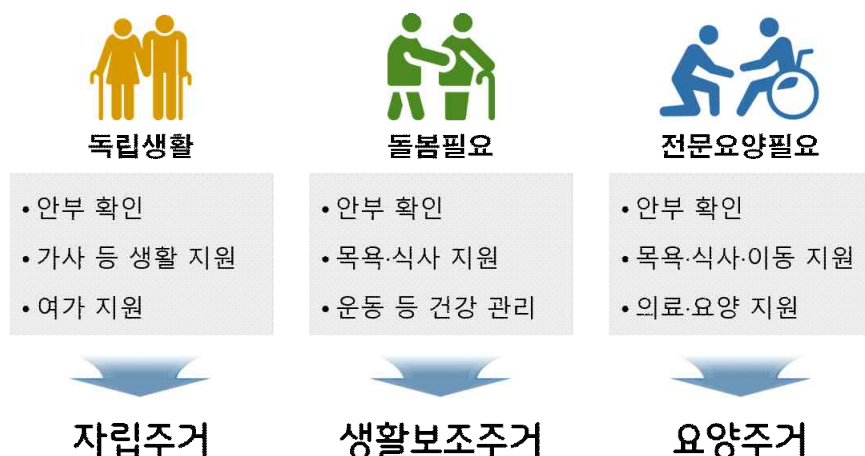 독립생활
• 안부 확인
• 가사 등 생활 지원
• 여가 지원
자립주거
돌봄필요
• 안부 확인
• 목욕·식사 지원
• 운동 등 건강 관리
생활보조주거
전문요양필요
• 안부 확인
• 목욕·식사·이동 지원
• 의료·요양 지원
요양주거